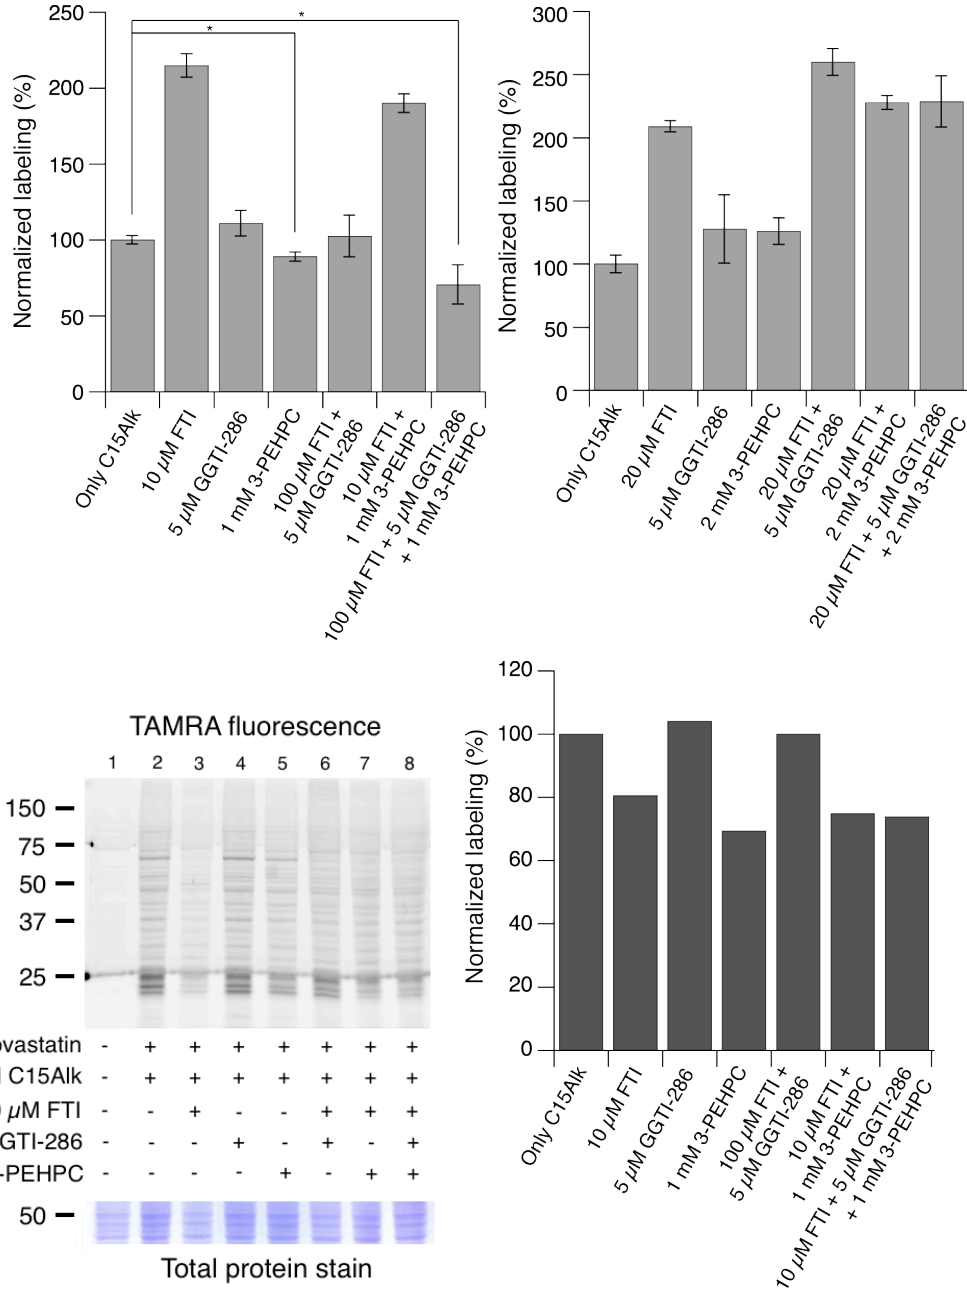 250
200
150
100
50
0
Normalized labeling (%)
*
*
Only C15Alk
10 µM FTI
5 µM GGTI-286
1 mM 3-PEHPC
100 µM FTI +
5 µM GGTI-286
10 µM FTI +
1 mM 3-PEHPC
100 µM FTI + 5 µM GGTI-286
+ 1 mM 3-PEHPC
300
250
200
150
100
50
0
Normalized labeling (%)
Only C15Alk
20 µM FTI
5 µM GGTI-286
2 mM 3-PEHPC
20 µM FTI +
5 µM GGTI-286
20 µM FTI +
2 mM 3-PEHPC
20 µM FTI + 5 µM GGTI-286
+ 2 mM 3-PEHPC
TAMRA fluorescence
1 2 3 4 5 6 7 8
150
75
50
37
25
ovastatin - + + + + + + +
C15Alk - + + + + + + +
µM FTI - - + - - + + +
GTI-286 - - - + - + - +
-PEHPC - - - - + - + +
50
Total protein stain
120
100
80
60
40
20
0
Normalized labeling (%)
Only C15Alk
10 µM FTI
5 µM GGTI-286
1 mM 3-PEHPC
100 µM FTI +
5 µM GGTI-286
10 µM FTI +
1 mM 3-PEHPC
10 µM FTI + 5 µM GGTI-286
+ 1 mM 3-PEHPC